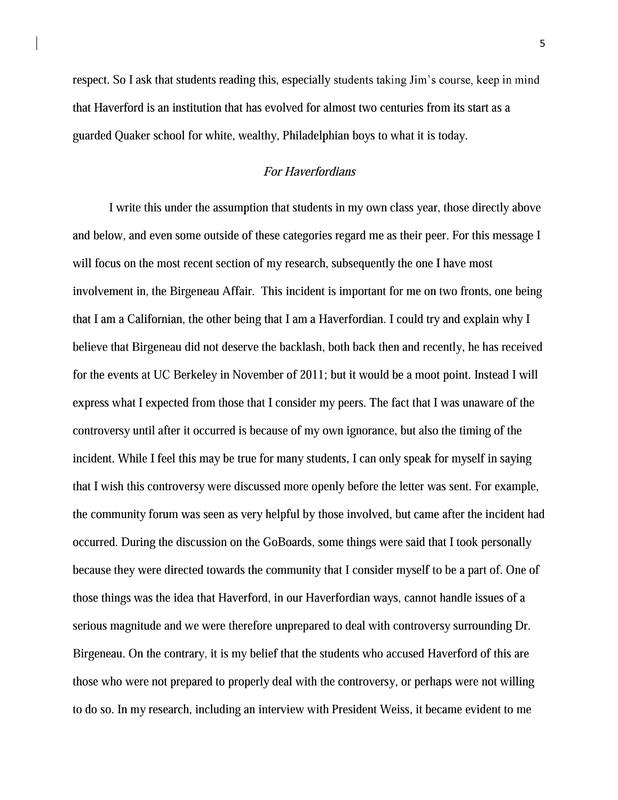 5
respect. So I ask that students reading this, especially students taking Jim's course, keep in mind
that Haverford is an institution that has evolved for almost two centuries from its start as a
guarded Quaker school for white, wealthy, Philadelphian boys to what it is today.
For Haverfordians
I write this under the assumption that students in my own class year, those directly above
and below, and even some outside of these categories regard me as their peer. For this message I
will focus on the most recent section of my research, subsequently the one I have most
involvement in, the Birgeneau Affair.  This incident is important for me on two fronts, one being
that I am a Californian, the other being that I am a Haverfordian. I could try and explain why I
believe that Birgeneau did not deserve the backlash, both back then and recently, he has received
for the events at UC Berkeley in November of 2011; but it would be a moot point. Instead I will
express what I expected from those that I consider my peers. The fact that I was unaware of the
controversy until after it occurred is because of my own ignorance, but also the timing of the
incident. While I feel this may be true for many students, I can only speak for myself in saying
that I wish this controversy were discussed more openly before the letter was sent. For example,
the community forum was seen as very helpful by those involved, but came after the incident had
occurred. During the discussion on the GoBoards, some things were said that I took personally
because they were directed towards the community that I consider myself to be a part of. One of
those things was the idea that Haverford, in our Haverfordian ways, cannot handle issues of a
serious magnitude and we were therefore unprepared to deal with controversy surrounding Dr.
Birgeneau. On the contrary, it is my belief that the students who accused Haverford of this are
those who were not prepared to properly deal with the controversy, or perhaps were not willing
to do so. In my research, including an interview with President Weiss, it became evident to me